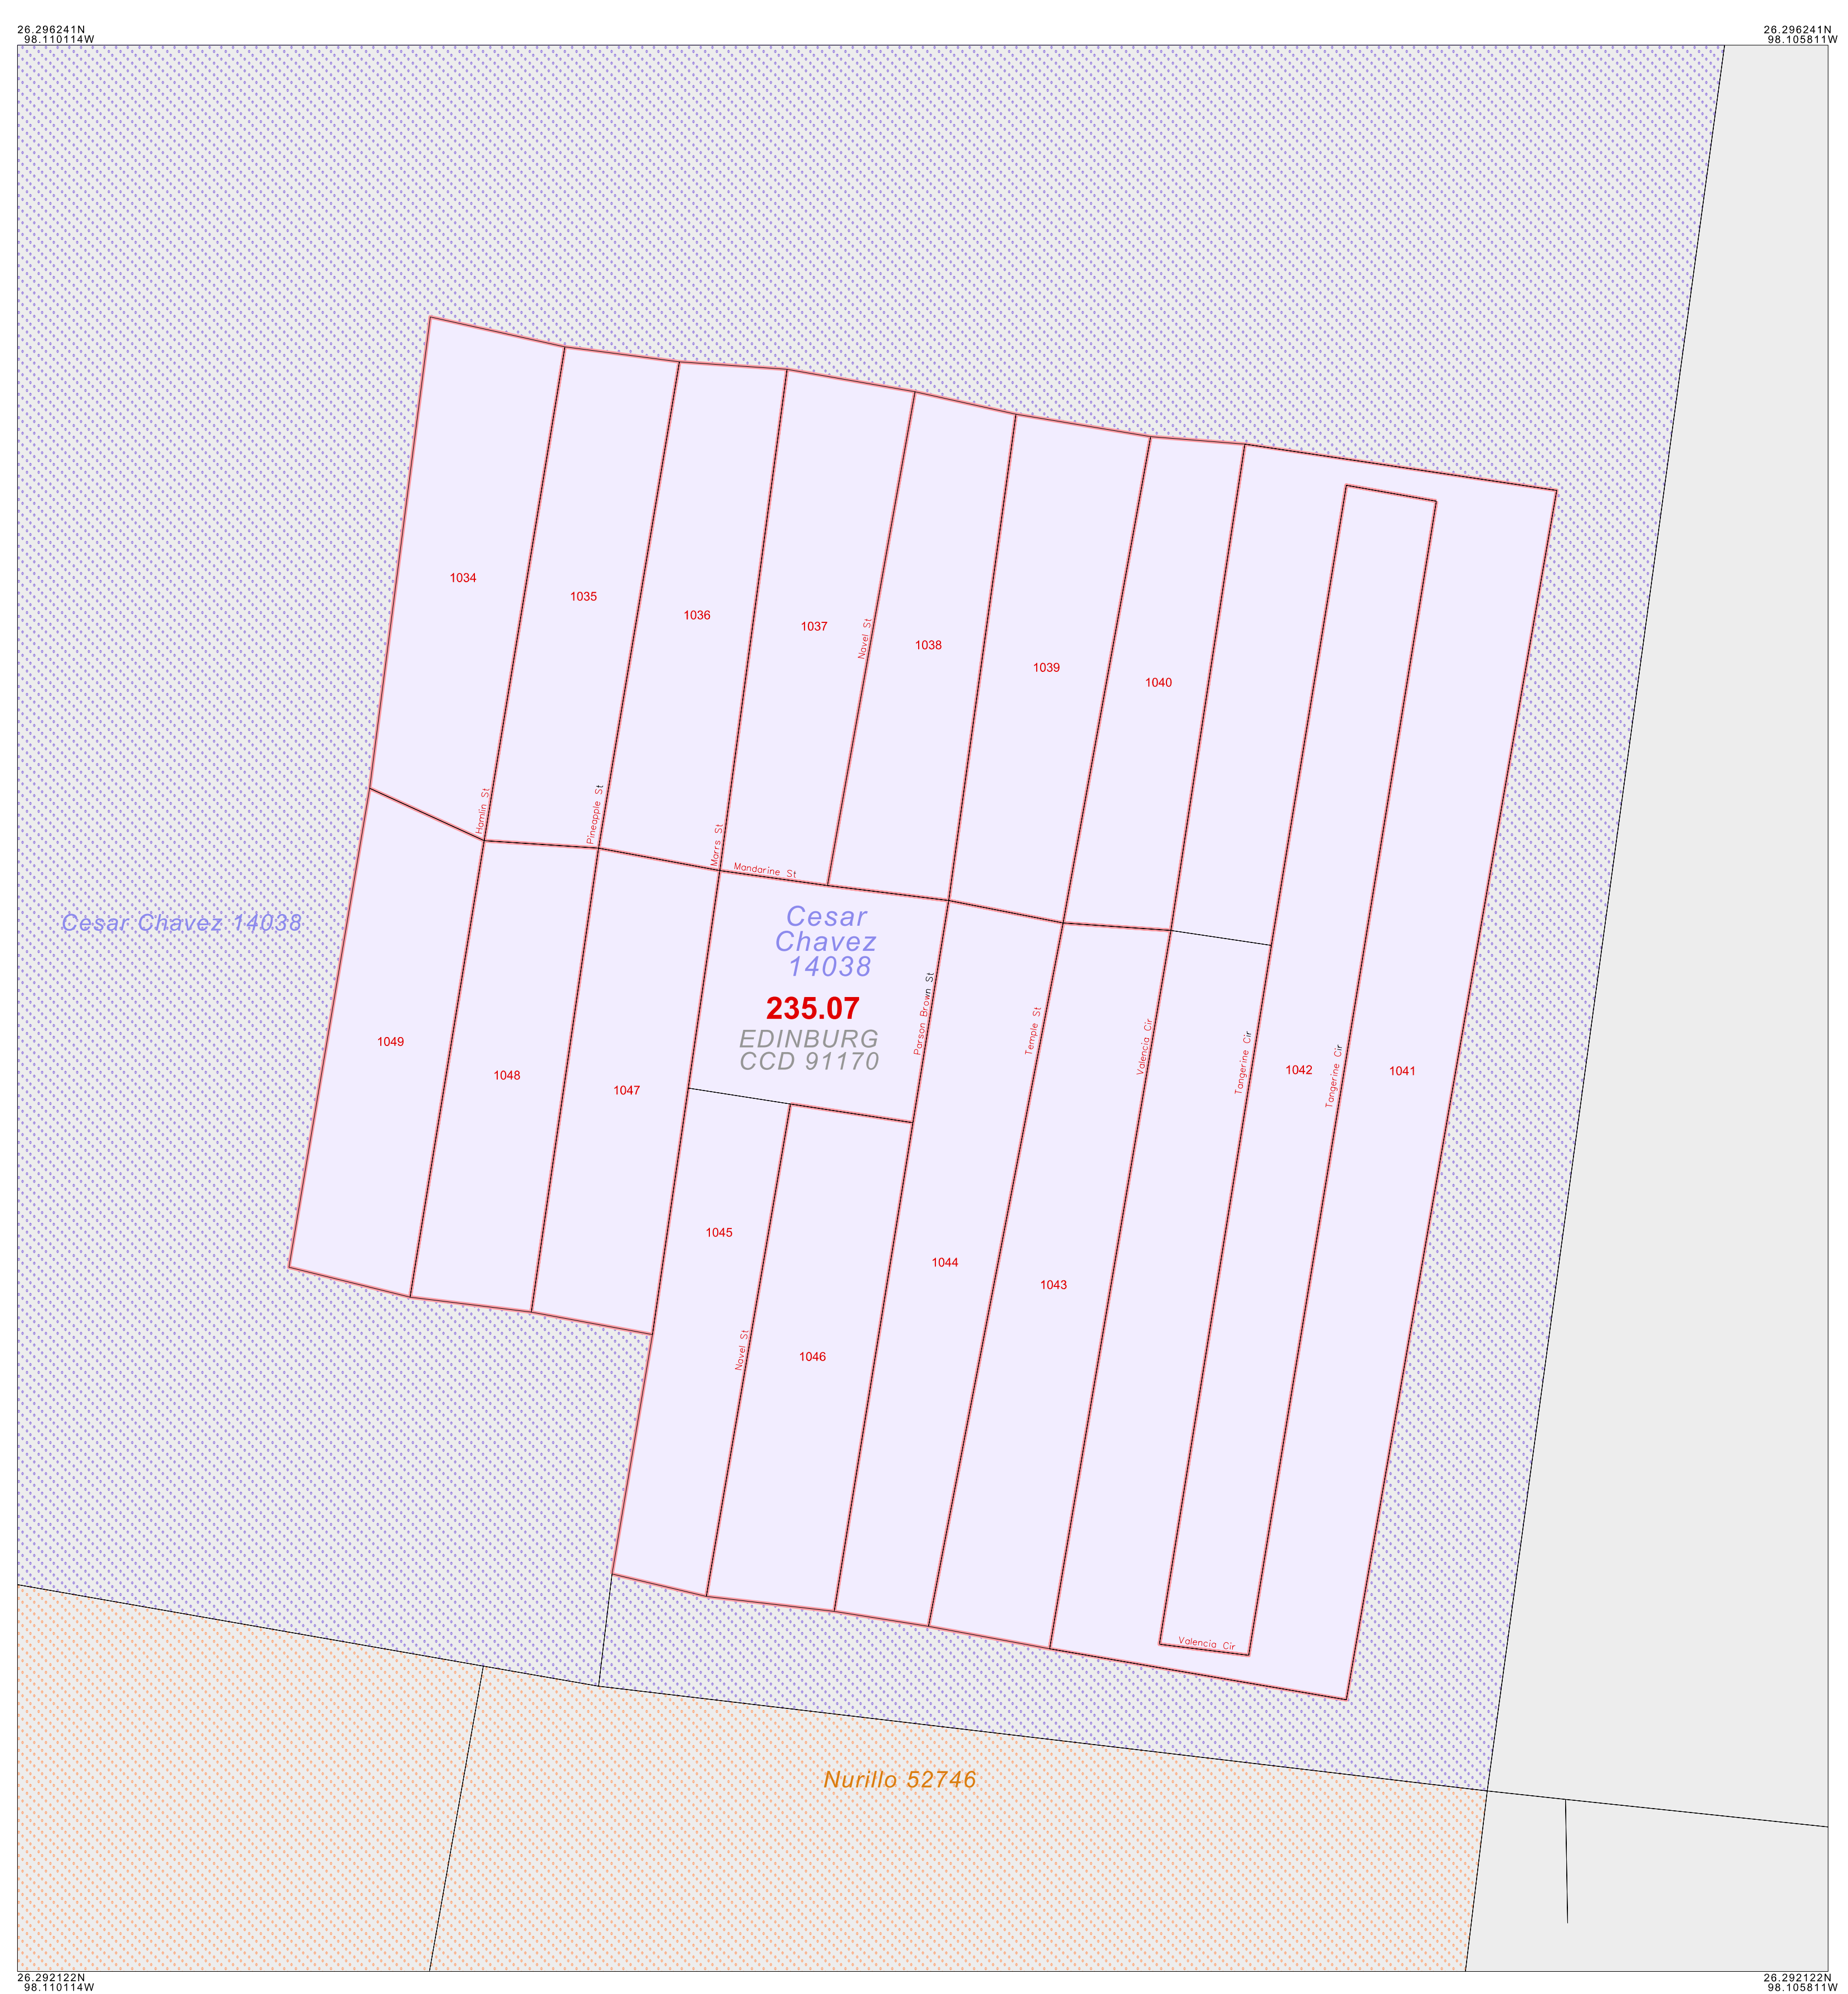 26.296241N
98.110114W
26.296241N
98.105811W
1034
1035
1036
1037
Navel St
1038
1039
1040
Hamlin St
Pineapple St
Marrs St
Mandarine St
Cesar Chavez 14038
Cesar
Chavez
14038
235.07
EDINBURG
CCD 91170
Parson Brown St
Temple St
Valencia Cir
Tangerine Cir
1042
Tangerine Cir
1041
1049
1048
1047
1045
1044
1043
Navel St
1046
Valencia Cir
Nurillo 52746
26.292122N
98.110114W
26.292122N
98.105811W